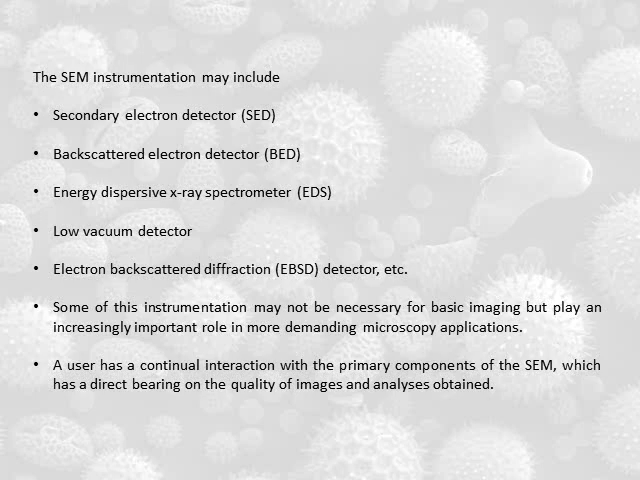 The SEM instrumentation may include
• Secondary electron detector (SED)
• Backscattered electron detector (BED)
• Energy dispersive x-ray spectrometer (EDS)
• Low vacuum detector
• Electron backscattered diffraction (EBSD) detector, etc.
• Some of this instrumentation may not be necessary for basic imaging but play an
increasingly important role in more demanding microscopy applications.
• A user has a continual interaction with the primary components of the SEM, which
has a direct bearing on the quality of images and analyses obtained.